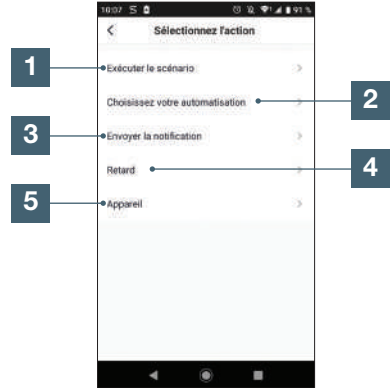 10:07 91 %
Sélectionnez l'action
1
Exécuter le scénario
Choisissez votre automatisation
2
3
Envoyer la notification
Retard
4
5
Appareil